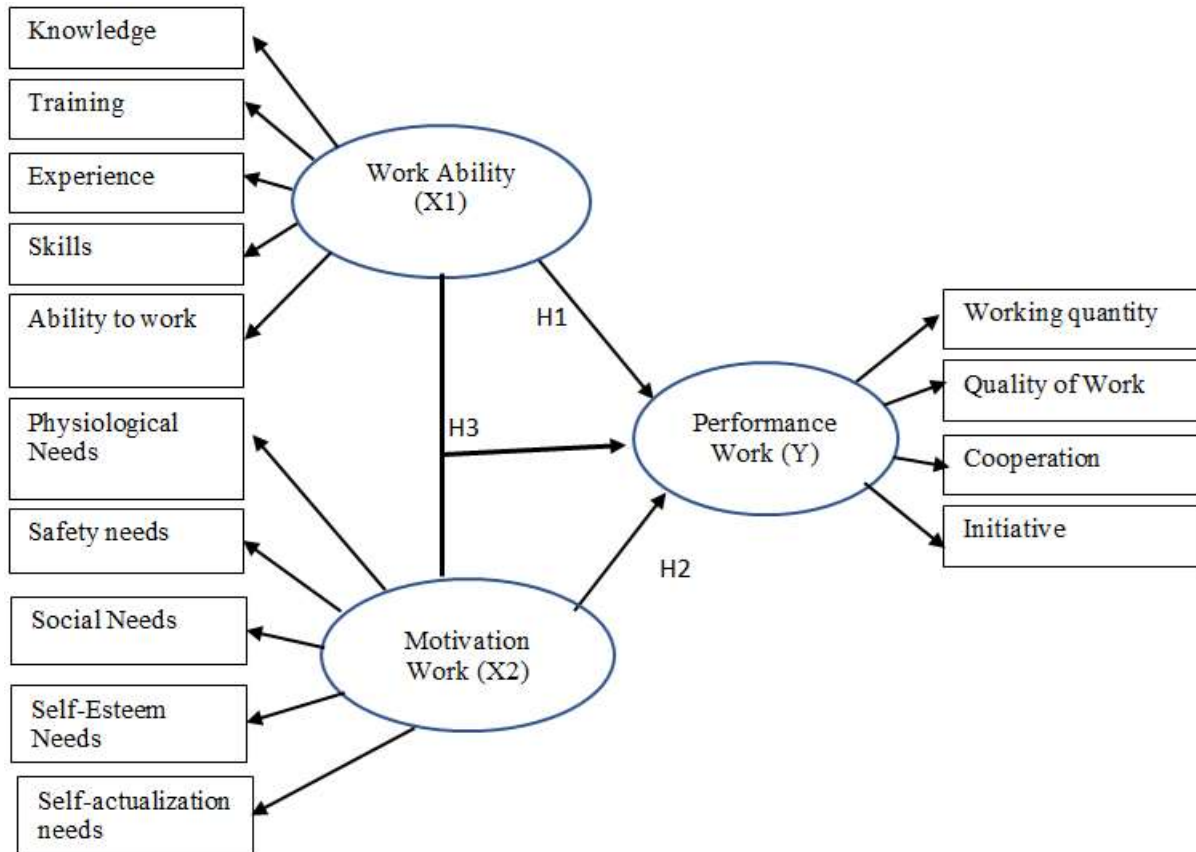 Knowledge
Training
Experience
Skills
Ability to work
Physiological
Needs
Safety needs
Social Needs
Self-Esteem
Needs
Self-actualization
needs
Work Ability
(X1)
H1
H3
H2
Motivation
Work (X2)
Performance
Work (Y)
Working quantity
Quality of Work
Cooperation
Initiative